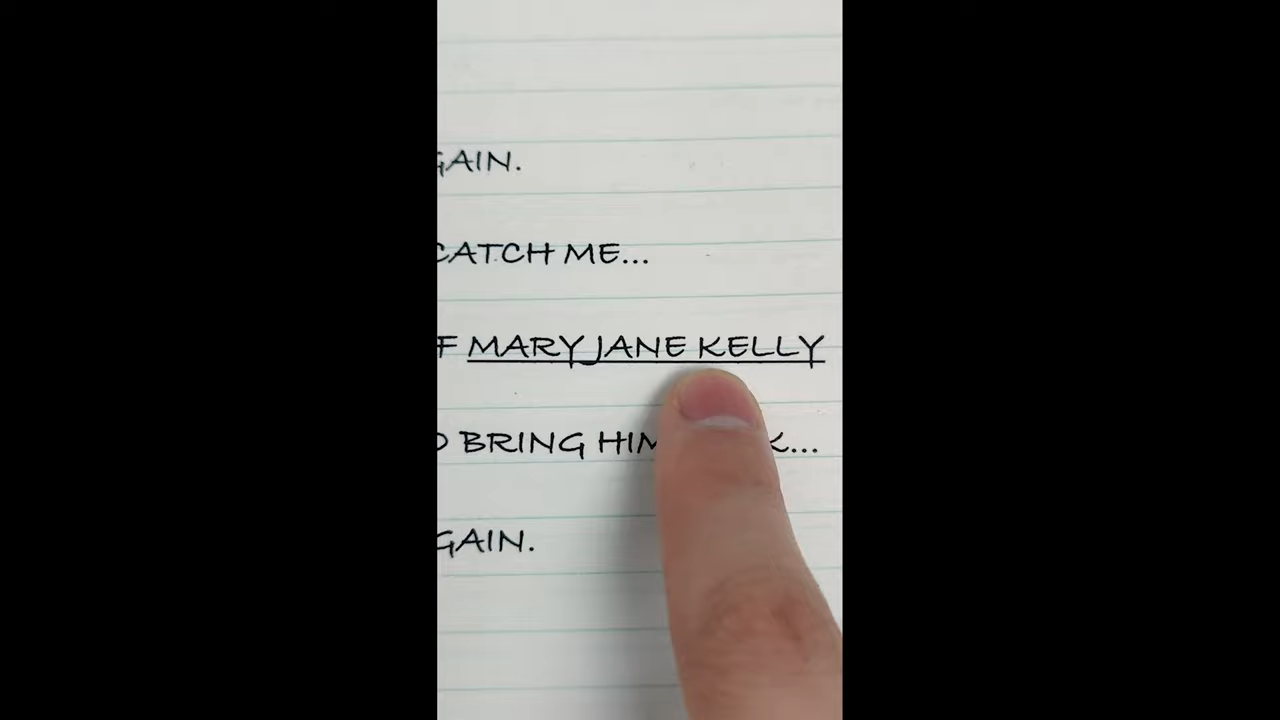 GAIN.
CATCH ME...
F MARY JANE KELLY
BRING HIM
GAIN.